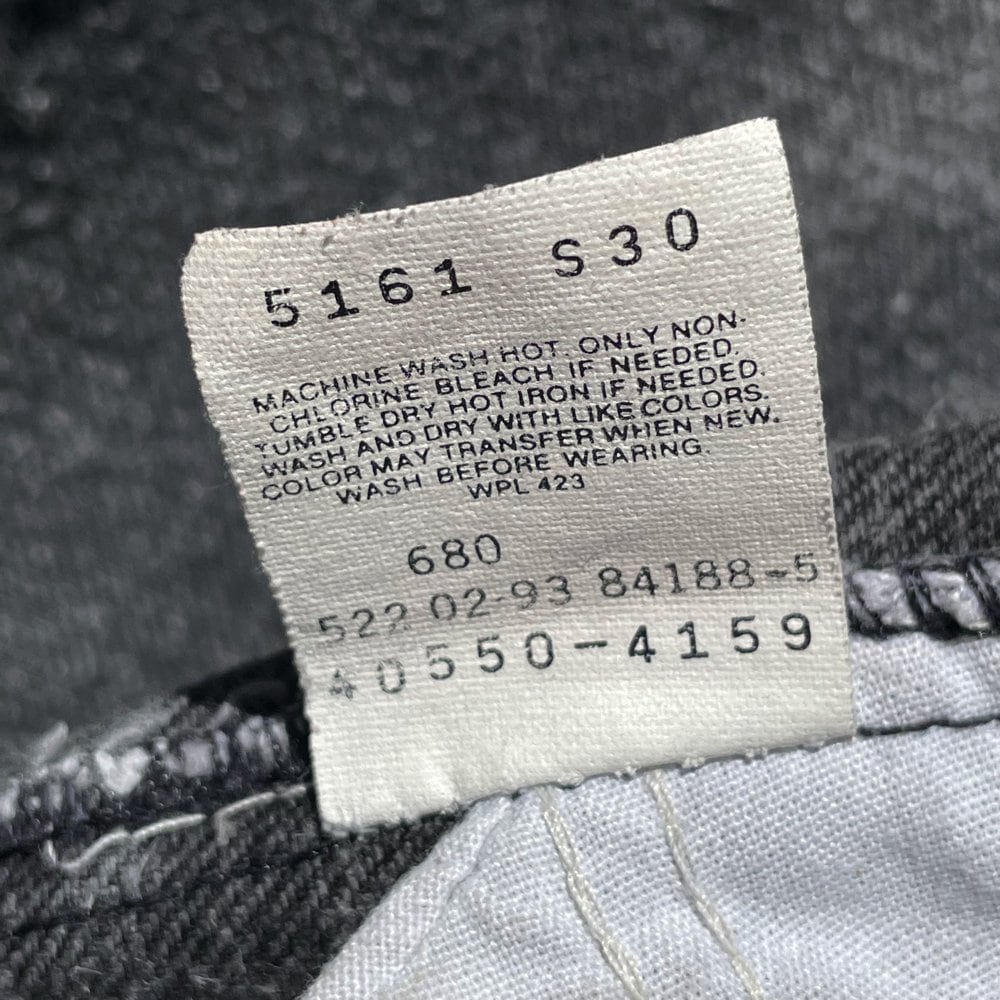 5161 S30
MACHINE WASH HOT. ONLY NON-
CHLORINE BLEACH IF NEEDED.
TUMBLE DRY HOT IRON IF NEEDED.
WASH AND DRY WITH LIKE COLORS.
COLOR MAY TRANSFER WHEN NEW.
WASH BEFORE WEARING.
WPL 423
680
522 02-93 84188-5
40550-4159